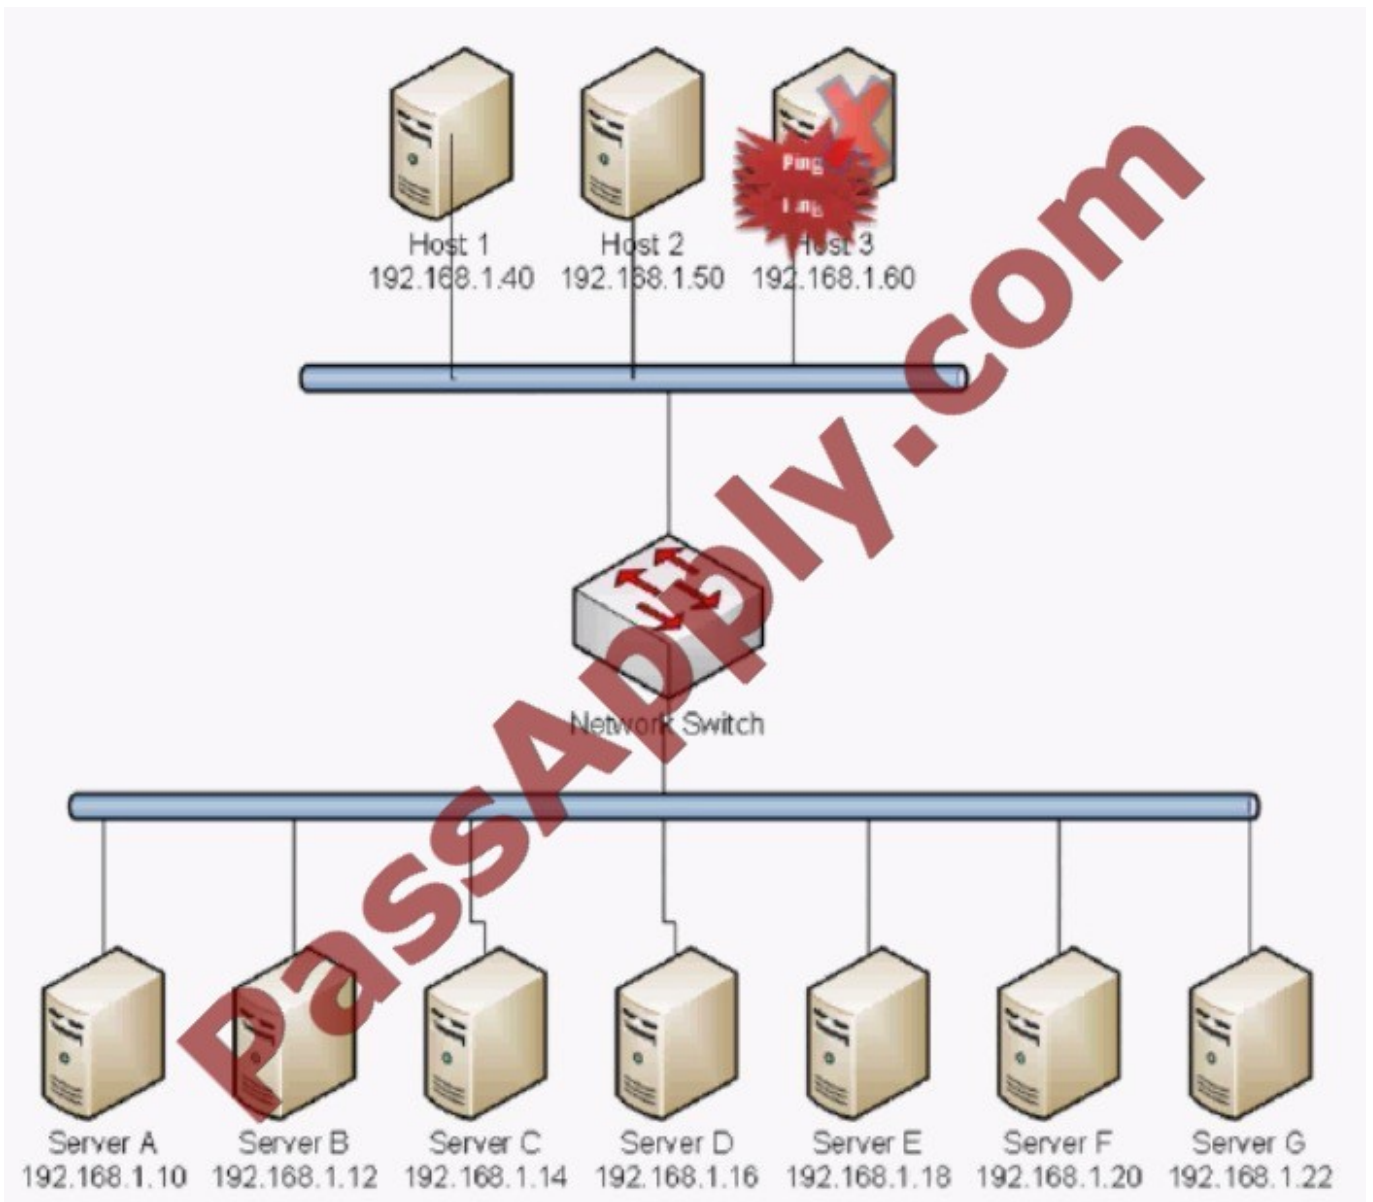 Ping
Ping
Host 1
192.168.1.40
Host 2
192.168.1.50
Host 3
192.168.1.60
PassApply.com
Network Switch
Server A
192.168.1.10
Server B
192.168.1.12
Server C
192.168.1.14
Server D
192.168.1.16
Server E
192.168.1.18
Server F
192.168.1.20
Server G
192.168.1.22